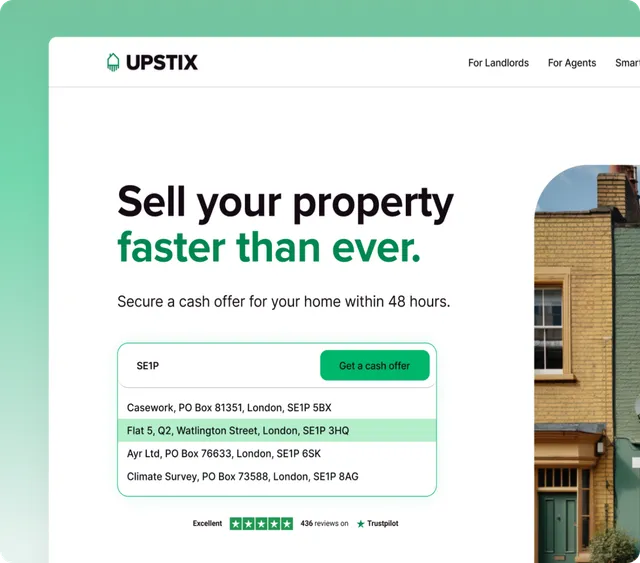 UPSTIX
For Landlords For Agents Smart
Sell your property
faster than ever.
Secure a cash offer for your home within 48 hours.
SE1P Get a cash offer
Casework, PO Box 81351, London, SE1P 5BX
Flat 5, Q2, Watlington Street, London, SE1P 3HQ
Ayr Ltd, PO Box 76633, London, SE1P 6SK
Climate Survey, PO Box 73588, London, SE1P 8AG
Excellent 436 reviews on Trustpilot